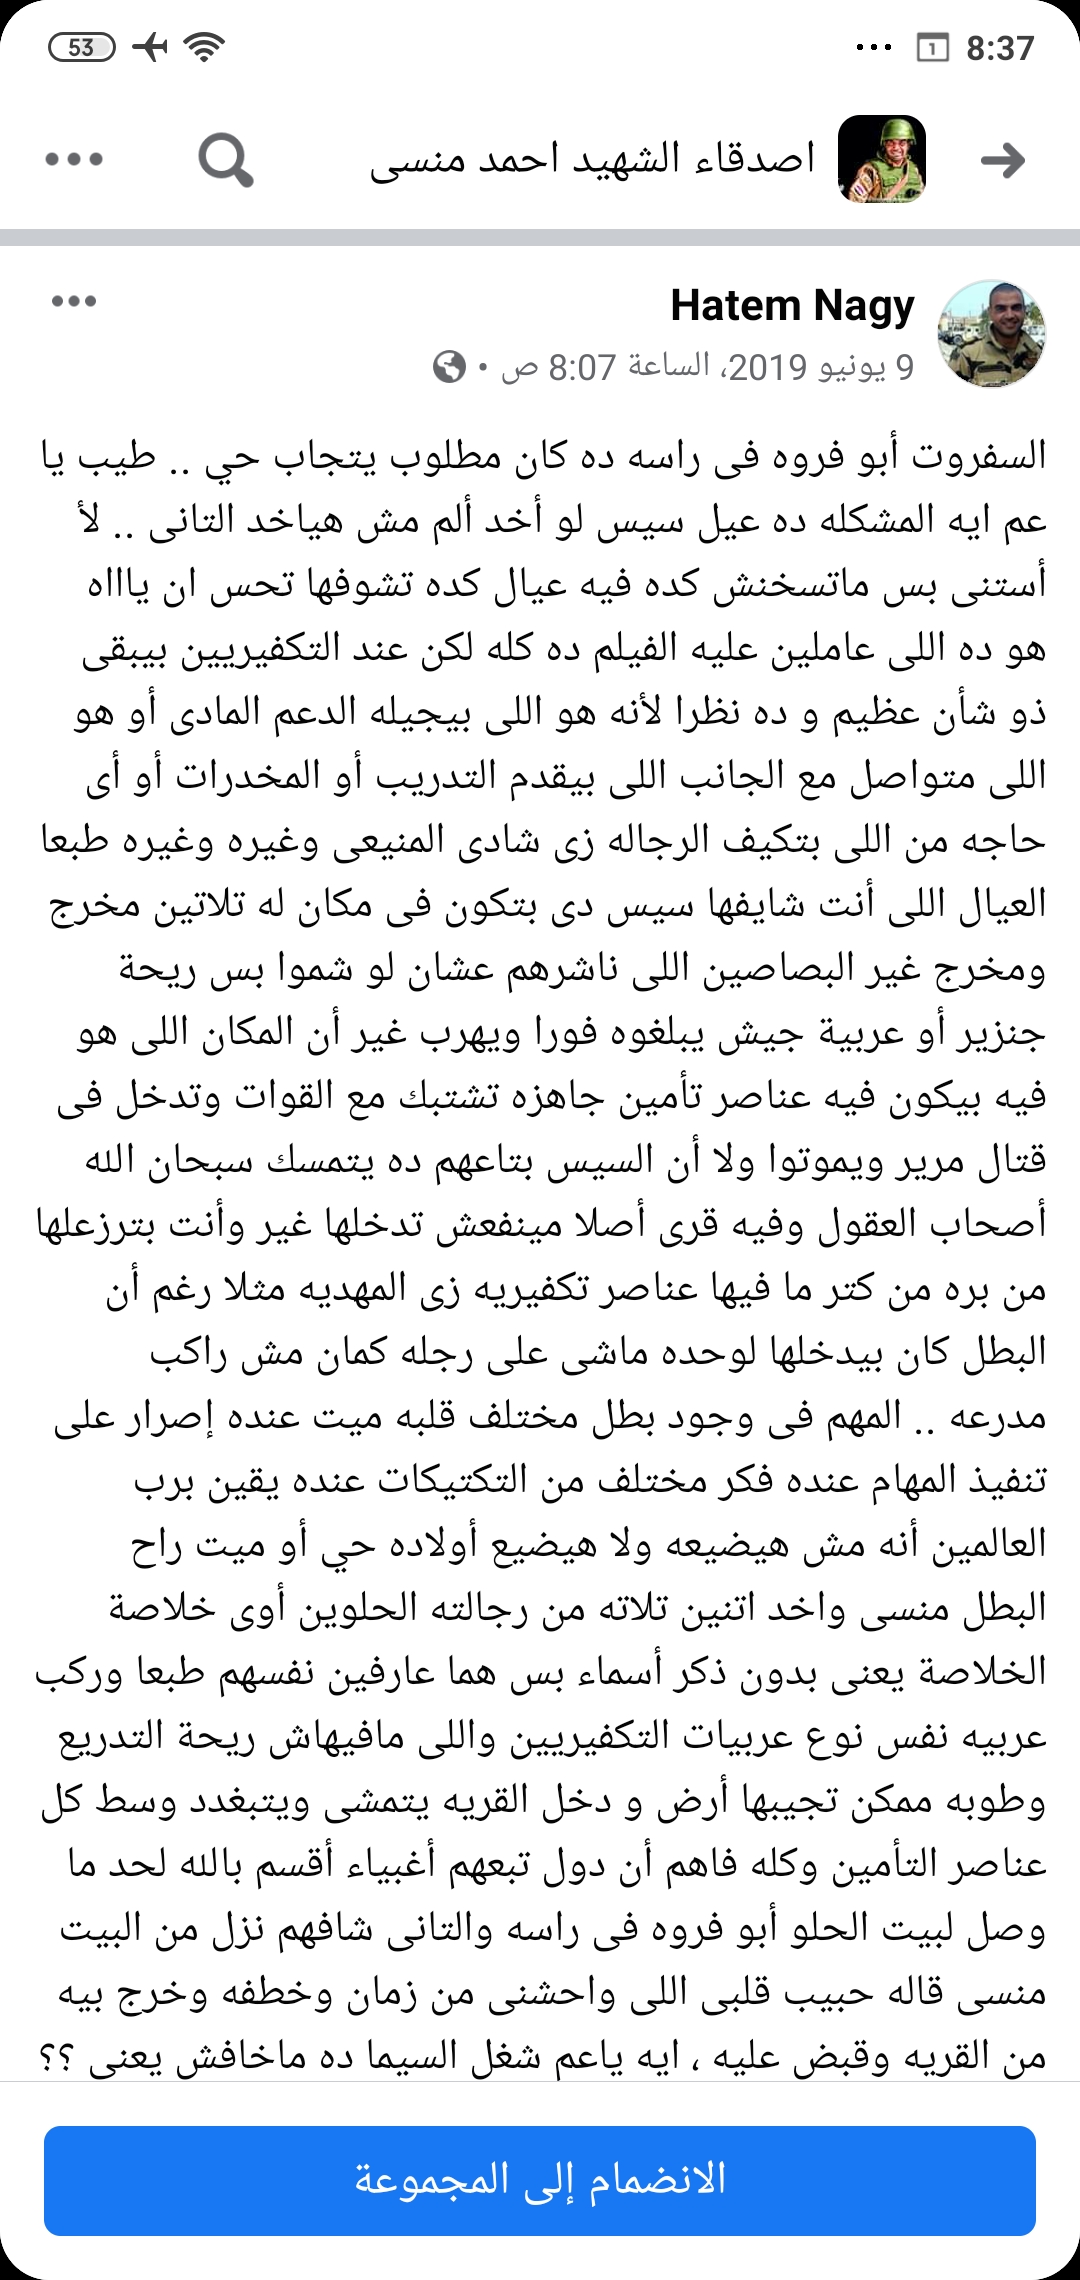 53
8:37
اصدقاء الشهيد احمد منسى
Hatem Nagy
9 يونيو 2019، الساعة 8:07 ص •
السفروت أبو فروه فى راسه ده كان مطلوب يتجاب حي .. طيب يا
عم ايه المشكله ده عيل سيس لو أخد ألم مش هياخد التانى .. لأ
أستنى بس ماتسخنش كده فيه عيال كده تشوفها تحس ان ياااه
هو ده اللى عاملين عليه الفيلم ده كله لكن عند التكفيريين بيبقى
ذو شأن عظيم و ده نظرا لأنه هو اللى بيجيله الدعم المادى أو هو
اللى متواصل مع الجانب اللى بيقدم التدريب أو المخدرات أو أى
حاجه من اللى بتكيف الرجاله زى شادى المنيعى وغيره وغيره طبعا
العيال اللى أنت شايفها سيس دى بتكون فى مكان له تلاتين مخرج
ومخرج غير البصاصين اللى ناشرهم عشان لو شموا بس ريحة
جنزير أو عربية جيش يبلغوه فورا ويهرب غير أن المكان اللى هو
فيه بيكون فيه عناصر تأمين جاهزه تشتبك مع القوات وتدخل فى
قتال مرير ويموتوا ولا أن السيس بتاعهم ده يتمسك سبحان الله
أصحاب العقول وفيه قرى أصلا مينفعش تدخلها غير وأنت بترزعلها
من بره من كتر ما فيها عناصر تكفيريه زى المهديه مثلا رغم أن
البطل كان بيدخلها لوحده ماشى على رجله كمان مش راكب
مدرعه .. المهم فى وجود بطل مختلف قلبه ميت عنده إصرار على
تنفيذ المهام عنده فكر مختلف من التكتيكات عنده يقين برب
العالمين أنه مش هيضيعه ولا هيضيع أولاده حي أو ميت راح
البطل منسى واخد اتنين تلاته من رجالته الحلوين أوى خلاصة
الخلاصة يعنى بدون ذكر أسماء بس هما عارفين نفسهم طبعا وركب
عربيه نفس نوع عربيات التكفيريين واللى مافيهاش ريحة التدريع
وطوبه ممكن تجيبها أرض و دخل القريه يتمشى ويتبغدد وسط كل
عناصر التأمين وكله فاهم أن دول تبعهم أغبياء أقسم بالله لحد ما
وصل لبيت الحلو أبو فروه فى راسه والتانى شافهم نزل من البيت
منسى قاله حبيب قلبى اللى واحشنى من زمان وخطفه وخرج بيه
من القريه وقبض عليه ، ايه ياعم شغل السيما ده ماخافش يعنى ؟؟
الانضمام إلى المجموعة